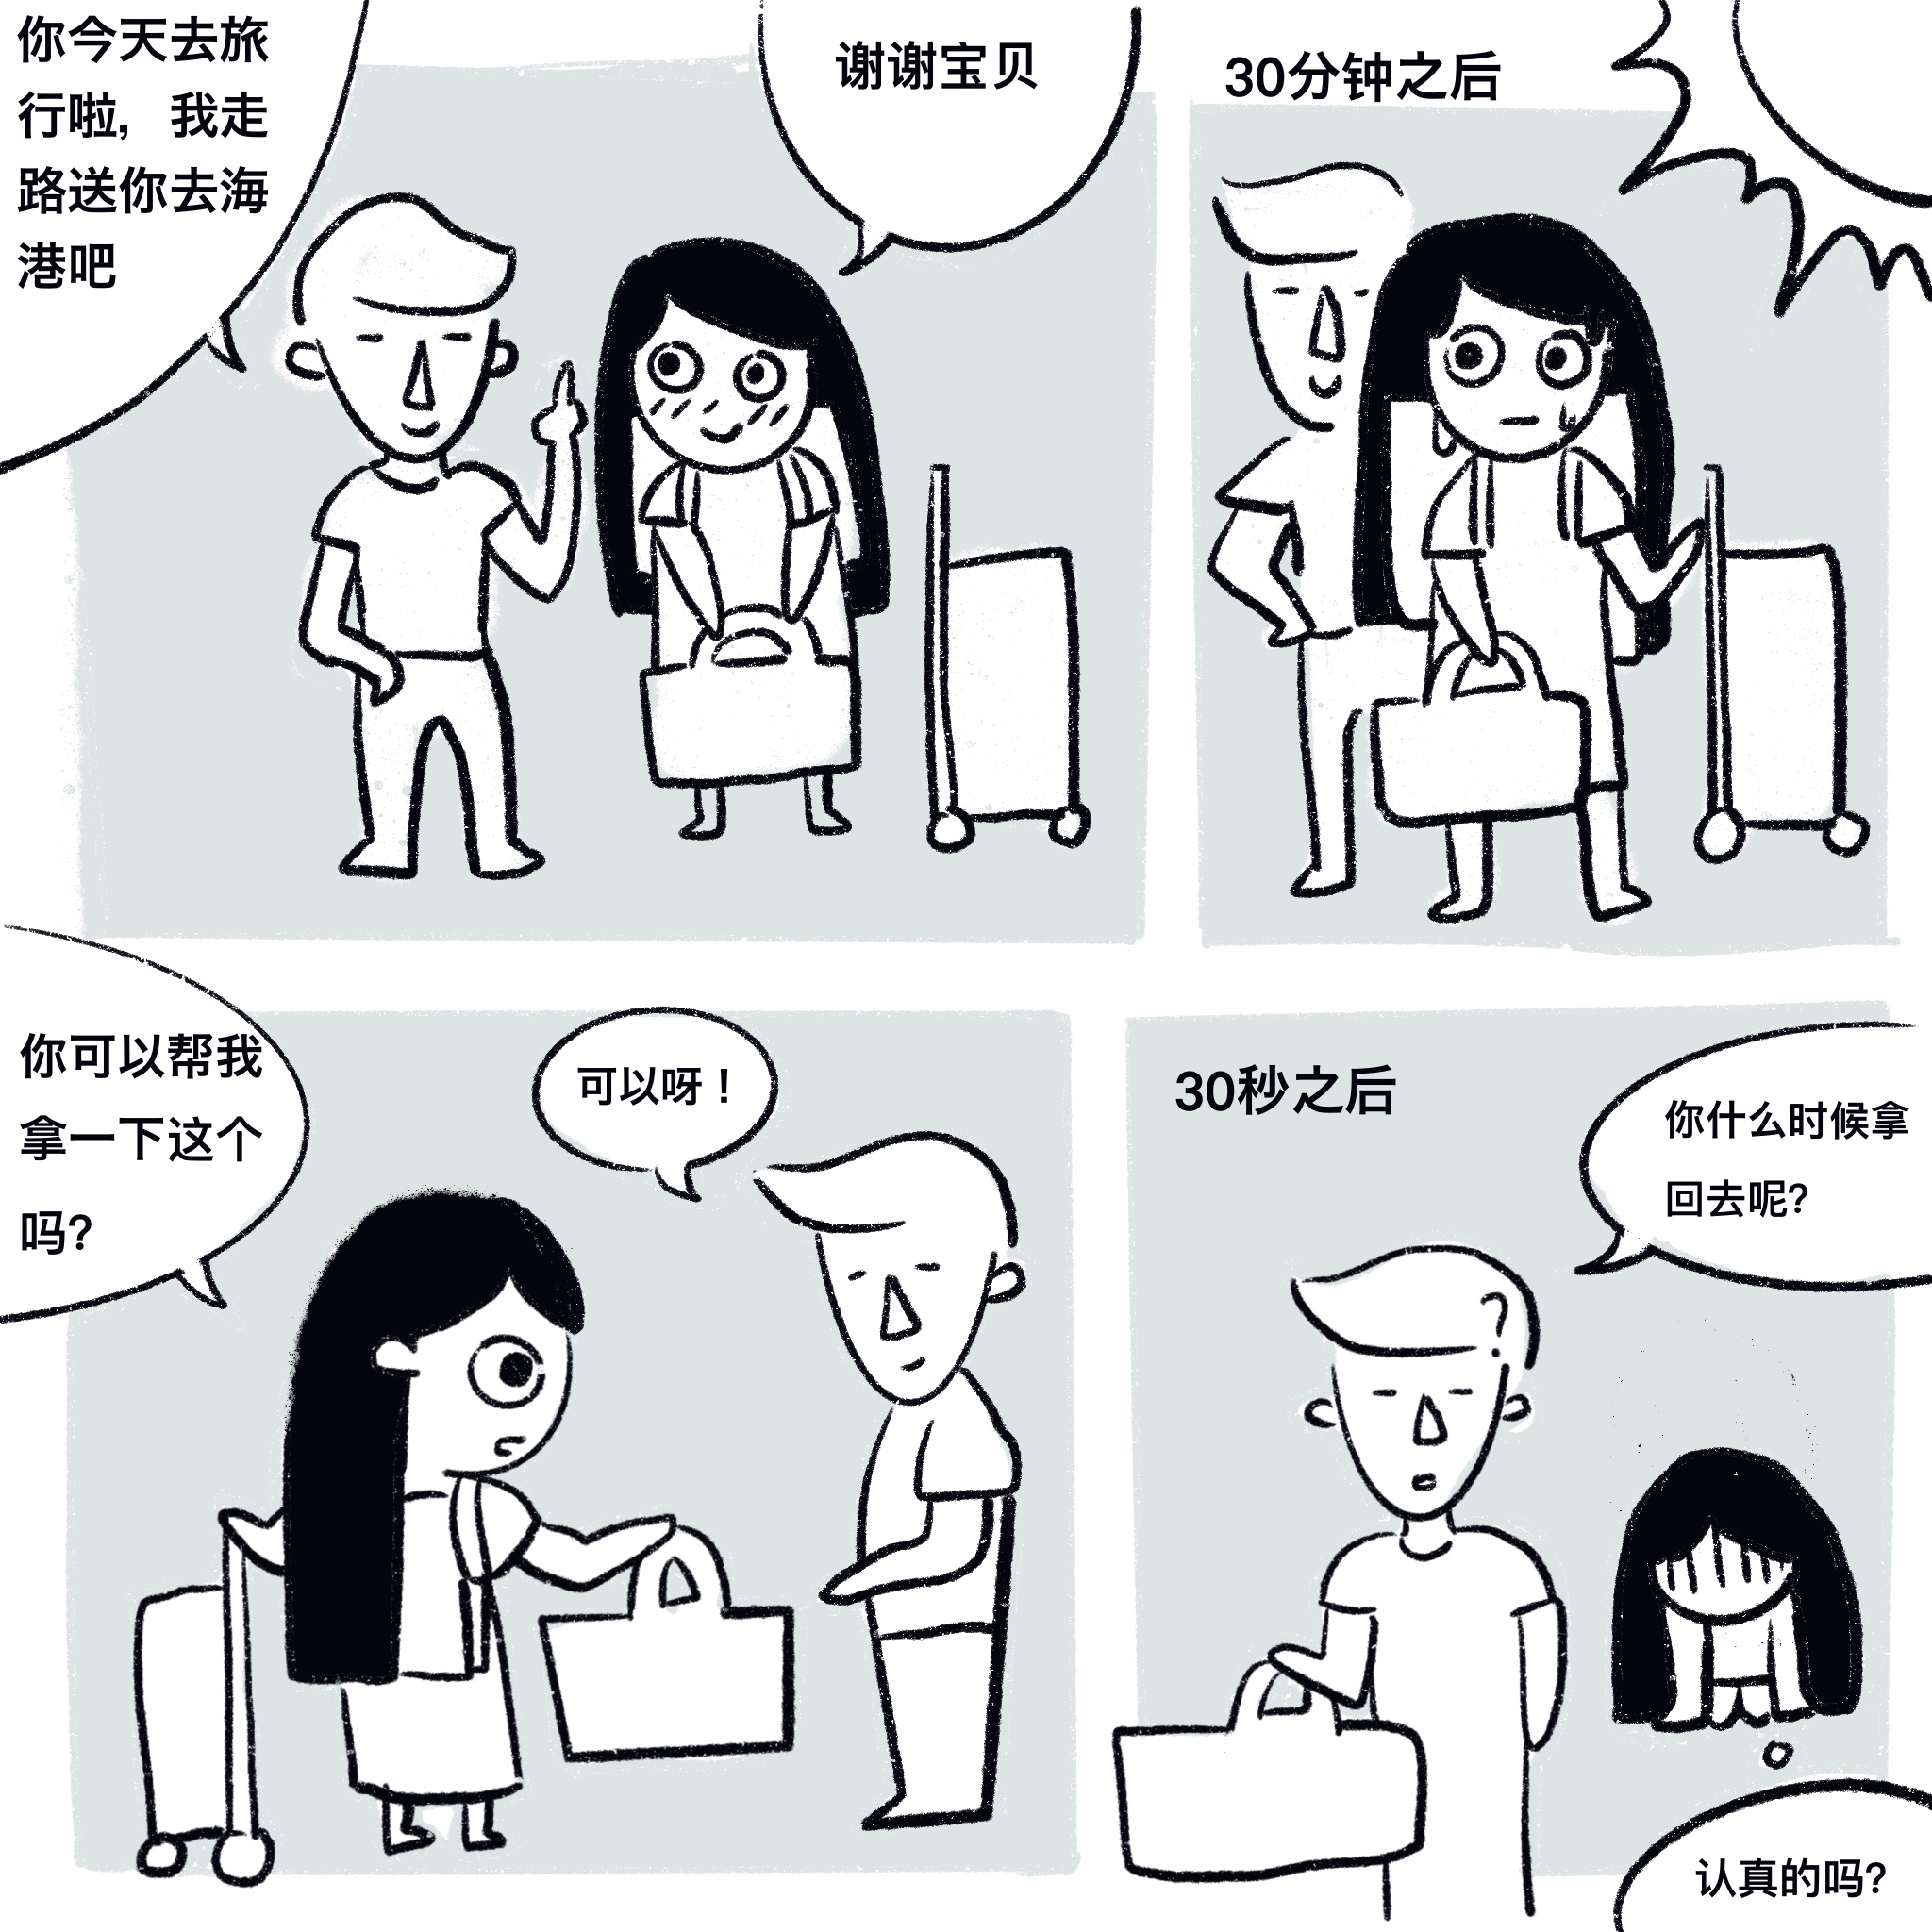 你今天去旅
行啦，我走
路送你去海
港吧
谢谢宝贝
30分钟之后
你可以帮我
拿一下这个
吗?
可以呀！
30秒之后
你什么时候拿
回去呢?
认真的吗?